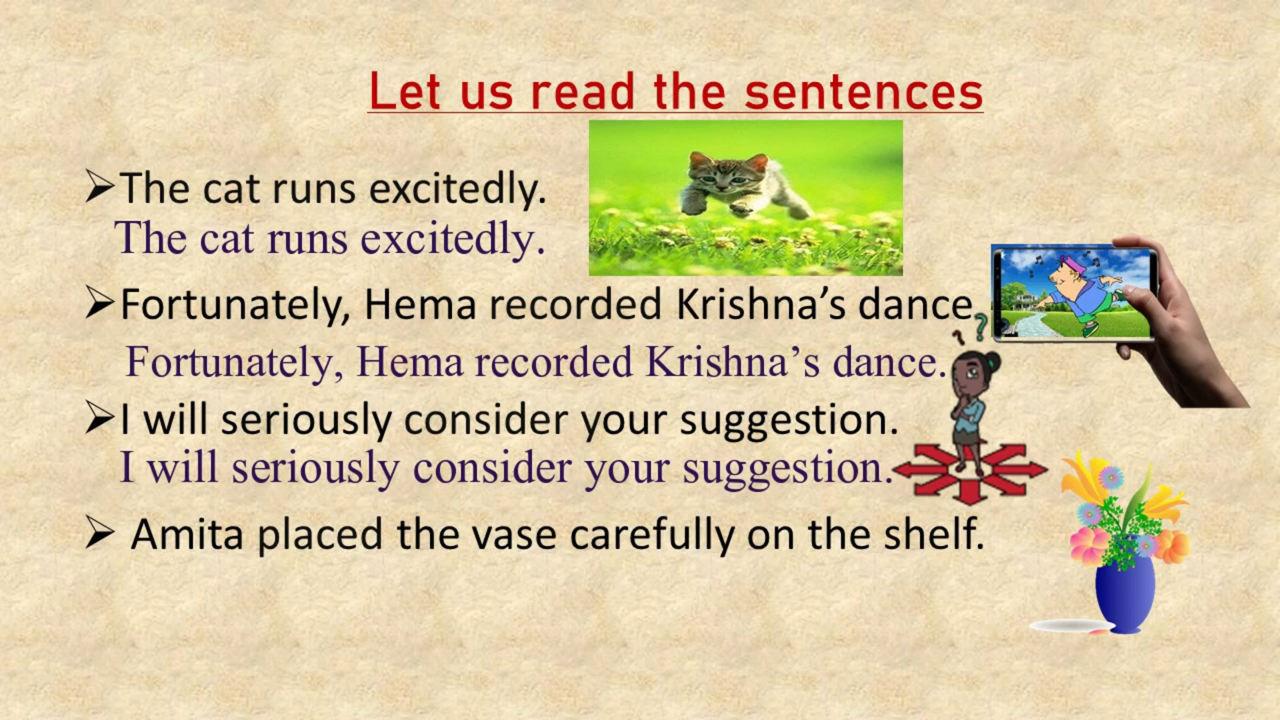 Let us read the sentences
➢The cat runs excitedly.
The cat runs excitedly.
➢Fortunately, Hema recorded Krishna’s dance.
Fortunately, Hema recorded Krishna’s dance.
➢I will seriously consider your suggestion.
I will seriously consider your suggestion.
➢ Amita placed the vase carefully on the shelf.